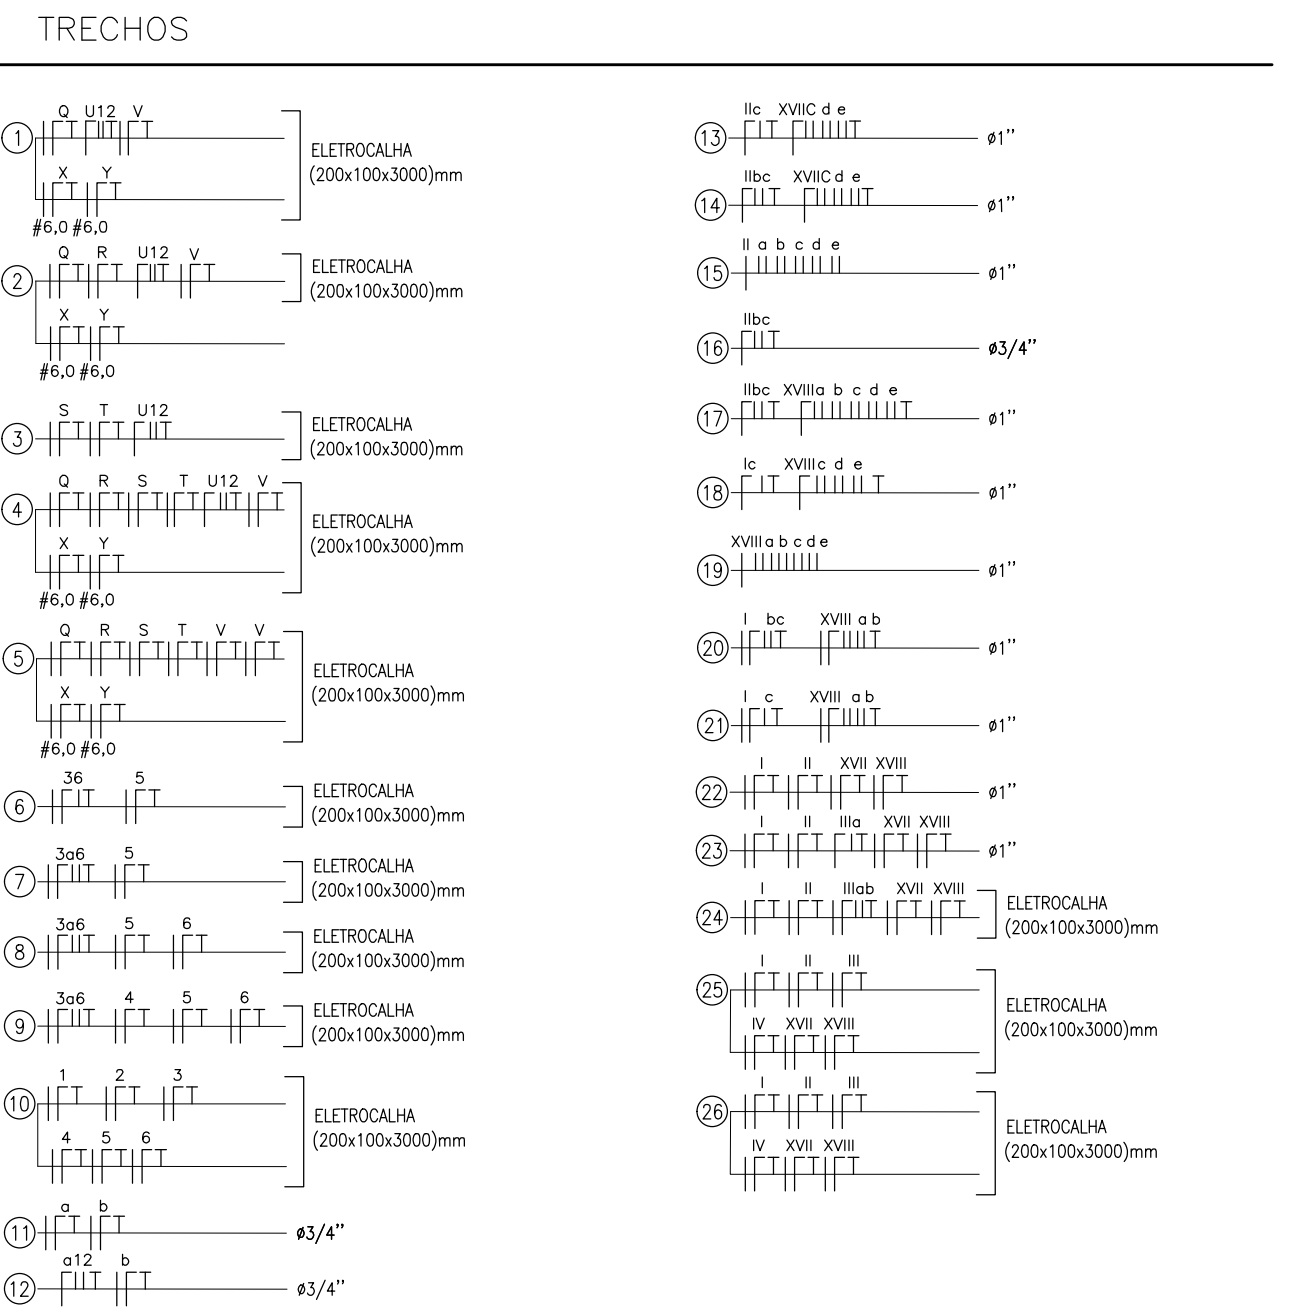 TRECHOS
1
Q U12 V
X Y
#6,0 #6,0
ELETROCALHA
(200x100x3000)mm
2
Q R U12 V
X Y
#6,0 #6,0
ELETROCALHA
(200x100x3000)mm
3
S T U12
ELETROCALHA
(200x100x3000)mm
4
Q R S T U12 V
X Y
#6,0 #6,0
ELETROCALHA
(200x100x3000)mm
5
Q R S T V V
X Y
#6,0 #6,0
ELETROCALHA
(200x100x3000)mm
6
36 5
ELETROCALHA
(200x100x3000)mm
7
3a6 5
ELETROCALHA
(200x100x3000)mm
8
3a6 5 6
ELETROCALHA
(200x100x3000)mm
9
3a6 4 5 6
ELETROCALHA
(200x100x3000)mm
10
1 2 3
4 5 6
ELETROCALHA
(200x100x3000)mm
11
a b
ø3/4’’
12
a12 b
ø3/4’’
13
IIc XVIIC d e
ø1’’
14
IIbc XVIIC d e
ø1’’
15
II a b c d e
ø1’’
16
IIbc
ø3/4’’
17
IIbc XVIIIa b c d e
ø1’’
18
Ic XVIIIc d e
ø1’’
19
XVIII a b c d e
ø1’’
20
I bc XVIII a b
ø1’’
21
I c XVIII a b
ø1’’
22
I II XVII XVIII
ø1’’
23
I II IIIa XVII XVIII
ø1’’
24
I II IIIab XVII XVIII
ELETROCALHA
(200x100x3000)mm
25
I II III
IV XVII XVIII
ELETROCALHA
(200x100x3000)mm
26
I II III
IV XVII XVIII
ELETROCALHA
(200x100x3000)mm